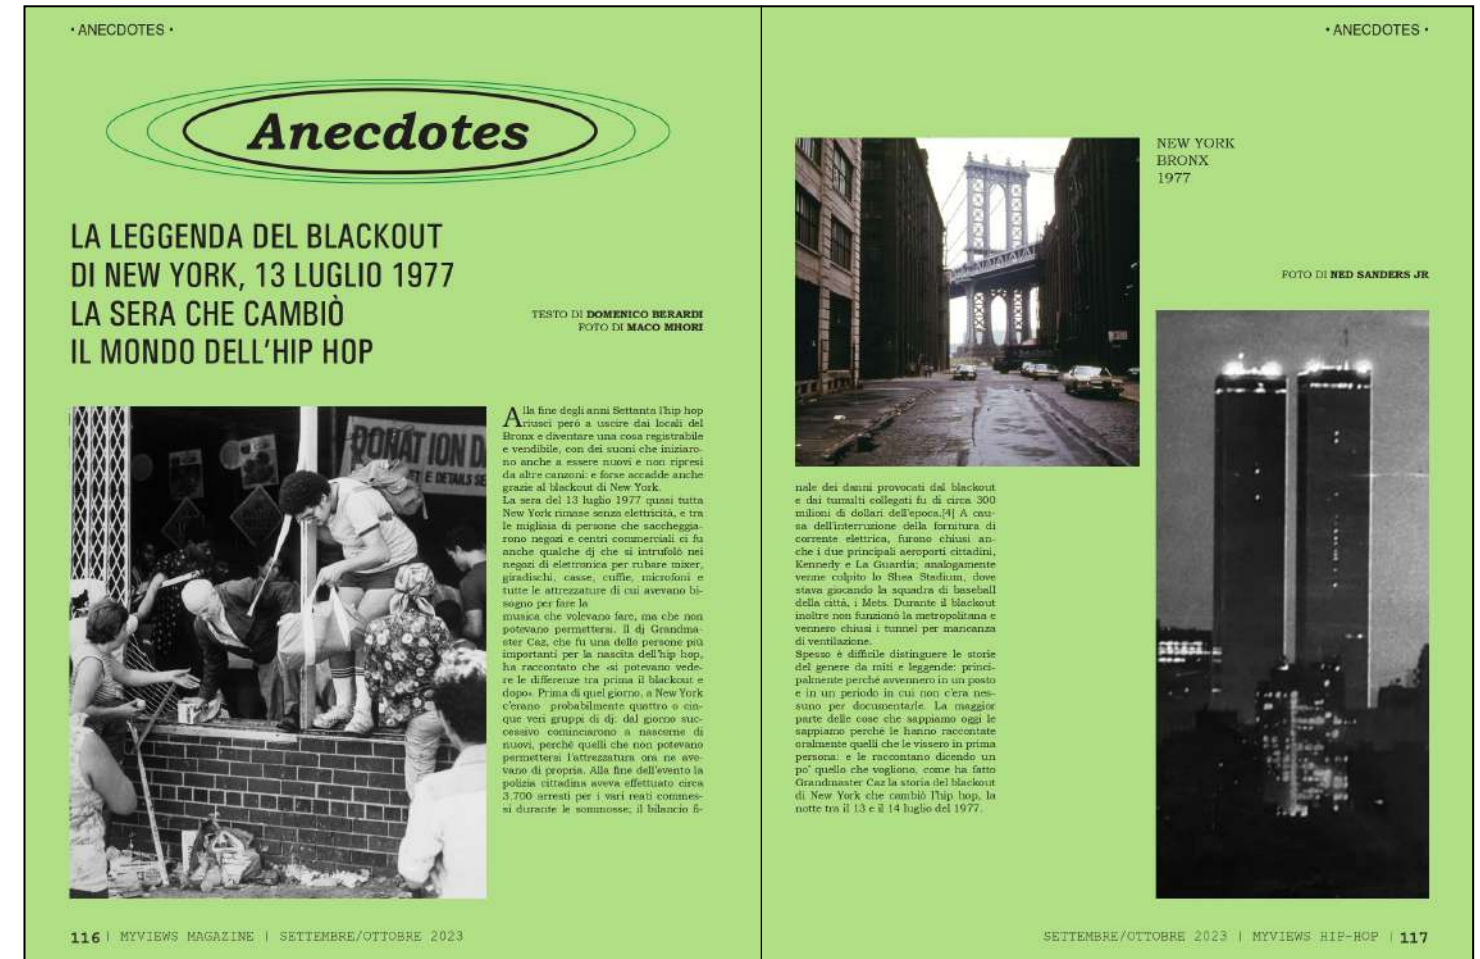 • ANECDOTES •
Anecdotes
LA LEGGENDA DEL BLACKOUT
DI NEW YORK, 13 LUGLIO 1977
LA SERA CHE CAMBIÒ
IL MONDO DELL'HIP HOP
TESTO DI DOMENICO BERARDI
FOTO DI MACO MHORI
DONATION D
ET E DETAILS SE
Alla fine degli anni Settanta l'hip hop
riuscì però a uscire dai locali del
Bronx e diventare una cosa registrabile
e vendibile, con dei suoni che iniziaro-
no anche a essere nuovi e non ripresi
da altre canzoni: e forse accadde anche
grazie al blackout di New York.
La sera del 13 luglio 1977 quasi tutta
New York rimase senza elettricità, e tra
le migliaia di persone che saccheggia-
rono negozi e centri commerciali ci fu
anche qualche dj che si intrufolò nei
negozi di elettronica per rubare mixer,
giradischi, casse, cuffie, microfoni e
tutte le attrezzature di cui avevano bi-
sogno per fare la
musica che volevano fare, ma che non
potevano permettersi. Il dj Grandma-
ster Caz, che fu una delle persone più
importanti per la nascita dell'hip hop,
ha raccontato che «si potevano vede-
re le differenze tra prima il blackout e
dopo». Prima di quel giorno, a New York
c'erano probabilmente quattro o cin-
que veri gruppi di dj: dal giorno suc-
cessivo cominciarono a nascerne di
nuovi, perché quelli che non potevano
permettersi l'attrezzatura ora ne ave-
vano di propria. Alla fine dell'evento la
polizia cittadina aveva effettuato circa
3.700 arresti per i vari reati commes-
si durante le sommosse; il bilancio fi-
116 | MYVIEWS MAGAZINE | SETTEMBRE/OTTOBRE 2023
• ANECDOTES •
NEW YORK
BRONX
1977
FOTO DI NED SANDERS JR
nale dei danni provocati dal blackout
e dai tumulti collegati fu di circa 300
milioni di dollari dell'epoca.[4] A cau-
sa dell'interruzione della fornitura di
corrente elettrica, furono chiusi an-
che i due principali aeroporti cittadini,
Kennedy e La Guardia; analogamente
venne colpito lo Shea Stadium, dove
stava giocando la squadra di baseball
della città, i Mets. Durante il blackout
inoltre non funzionò la metropolitana e
vennero chiusi i tunnel per mancanza
di ventilazione.
Spesso è difficile distinguere le storie
del genere da miti e leggende: princi-
palmente perché avvennero in un posto
e in un periodo in cui non c'era nes-
suno per documentarle. La maggior
parte delle cose che sappiamo oggi le
sappiamo perché le hanno raccontate
oralmente quelli che le vissero in prima
persona: e le raccontano dicendo un
po' quello che vogliono, come ha fatto
Grandmaster Caz la storia del blackout
di New York che cambiò l'hip hop, la
notte tra il 13 e il 14 luglio del 1977.
SETTEMBRE/OTTOBRE 2023 | MYVIEWS HIP-HOP | 117